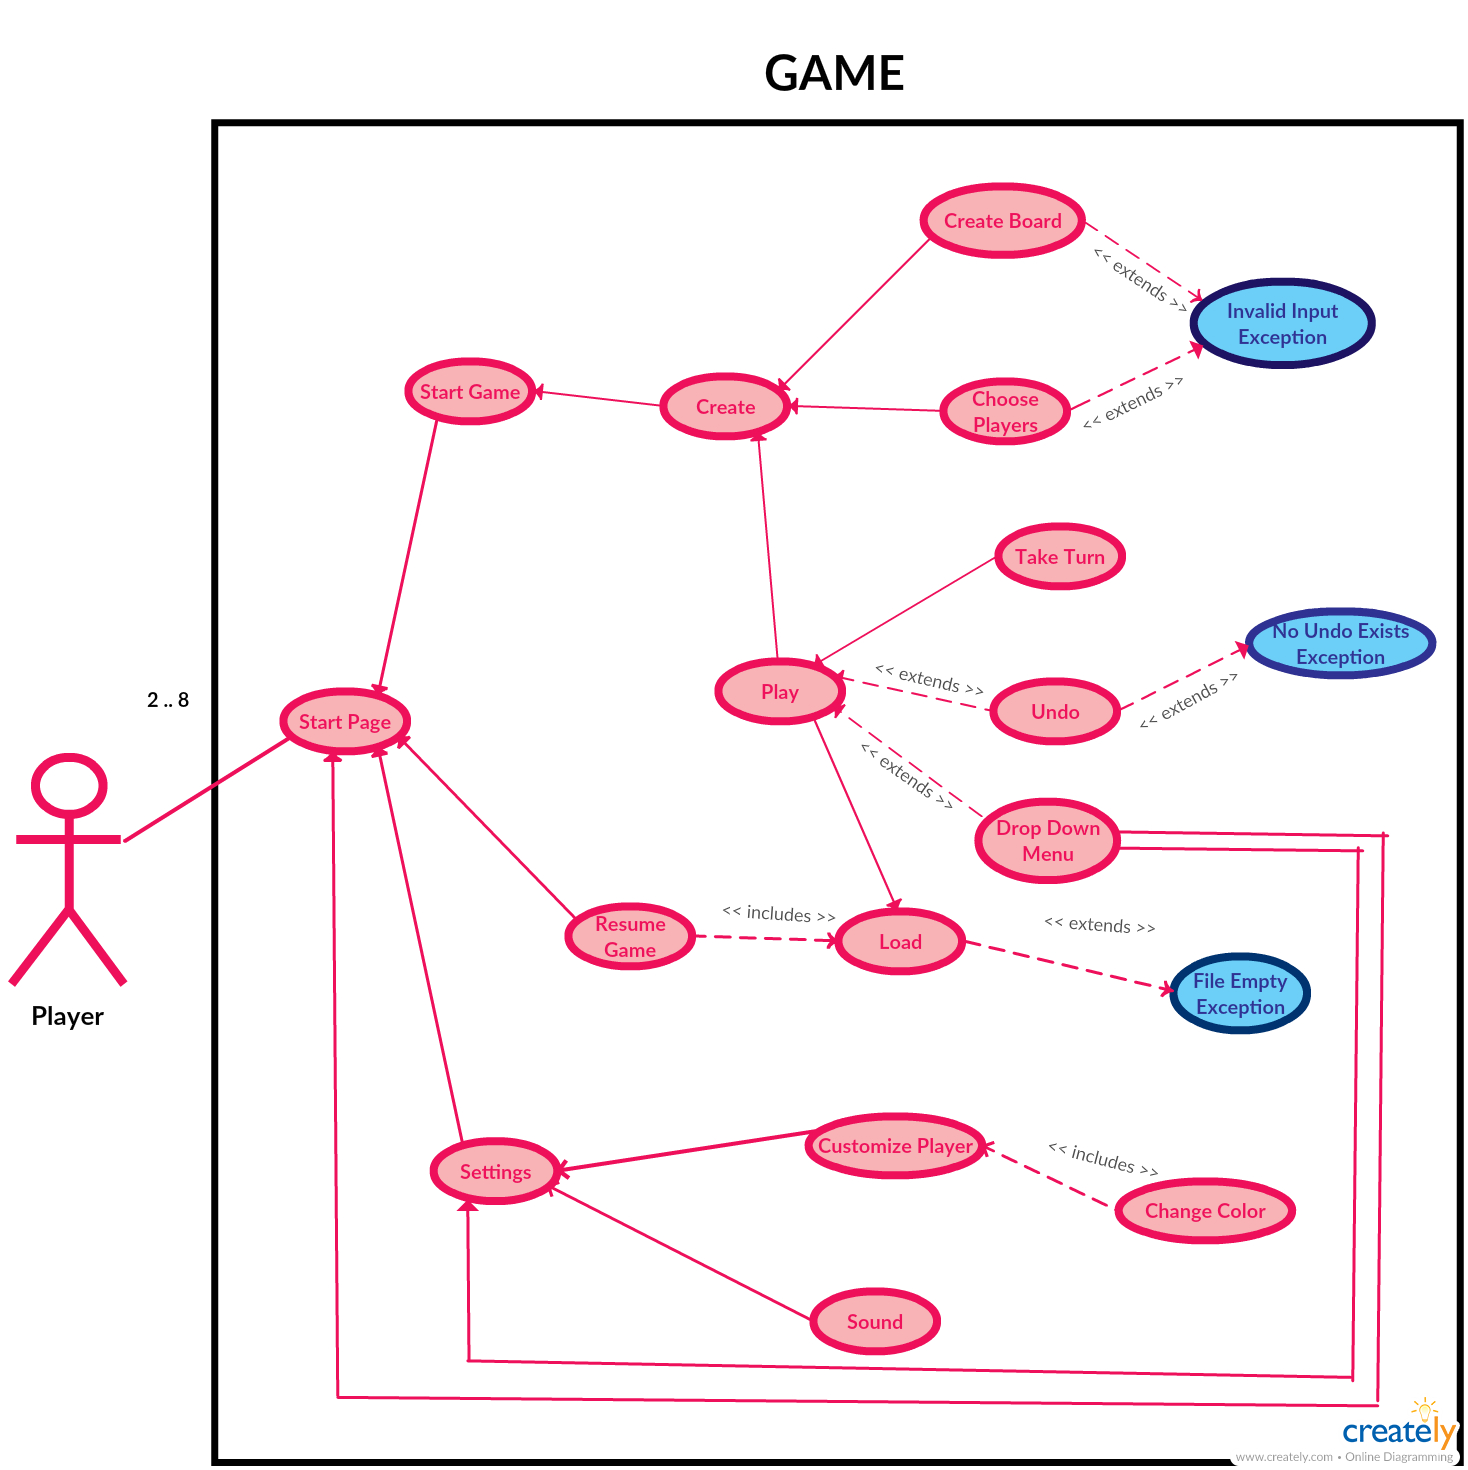 GAME
Create Board
<< extends >>
Invalid Input
Exception
Start Game
Create
Choose
Players
<< extends >>
Take Turn
No Undo Exists
Exception
<< extends >>
Play
Undo
<< extends >>
2 .. 8
Start Page
<< extends >>
Drop Down
Menu
Resume
Game
<< includes >>
Load
<< extends >>
File Empty
Exception
Player
Customize Player
<< includes >>
Settings
Change Color
Sound
creately
www.creately.com • Online Diagramming